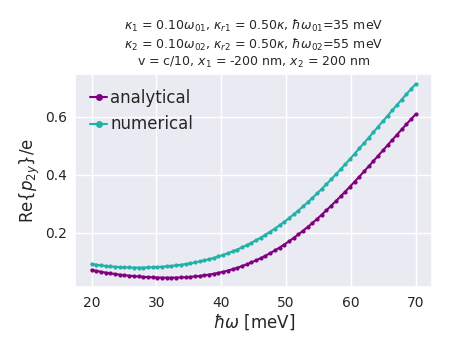 κ₁ = 0.10ω₀₁, κᵣ₁ = 0.50κ, ħω₀₁=35 meV
κ₂ = 0.10ω₀₂, κᵣ₂ = 0.50κ, ħω₀₂=55 meV
v = c/10, x₁ = -200 nm, x₂ = 200 nm
analytical
numerical
Re{p₂y}/e
0.6
0.4
0.2
20 30 40 50 60 70
ħω [meV]